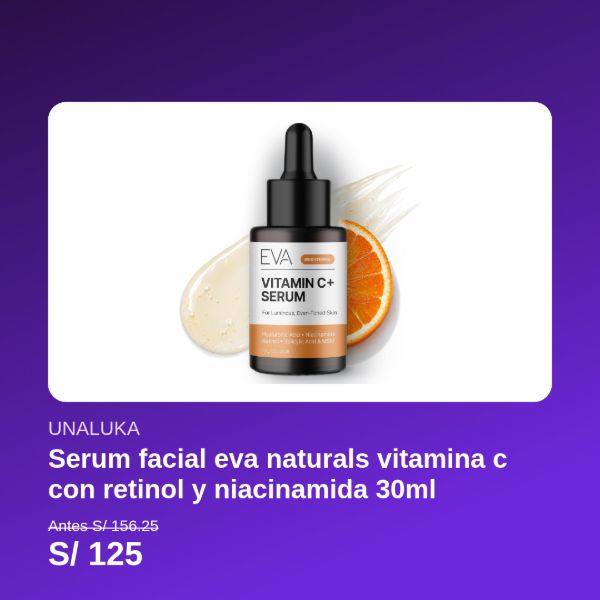 EVA
BRIGHTENING
VITAMIN C+
SERUM
For Luminous, Even-Toned Skin
Hyaluronic Acid + Niacinamide
Retinol + Salicylic Acid & MSM
UNALUKA
Serum facial eva naturals vitamina c
con retinol y niacinamida 30ml
Antes S/ 156.25
S/ 125